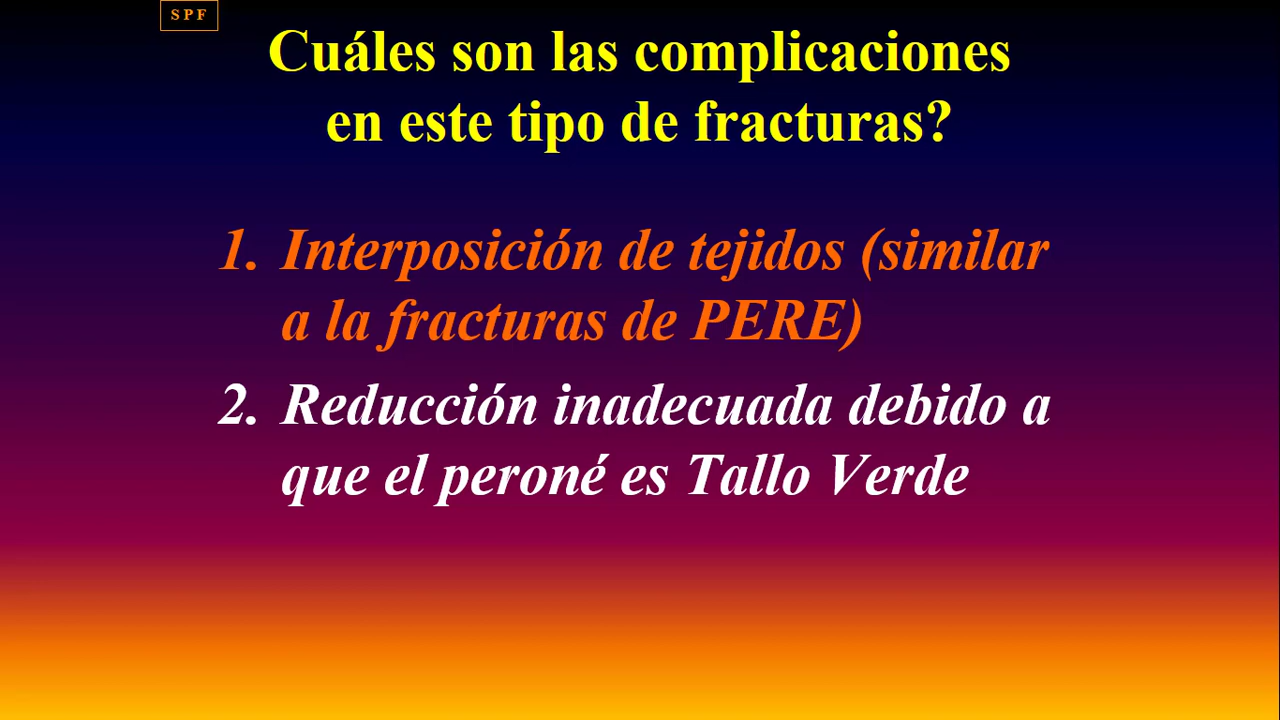 S P F
Cuáles son las complicaciones
en este tipo de fracturas?
1. Interposición de tejidos (similar
a la fracturas de PERE)
2. Reducción inadecuada debido a
que el peroné es Tallo Verde